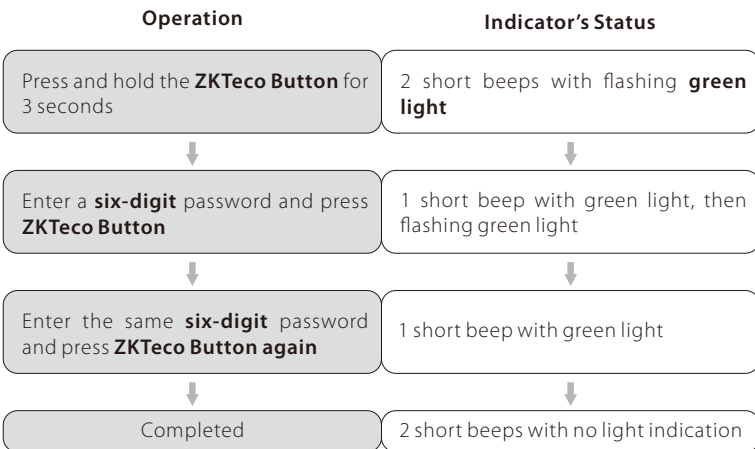 Operation
Indicator's Status
Press and hold the ZKTeco Button for
3 seconds
2 short beeps with flashing green
light
Enter a six-digit password and press
ZKTeco Button
1 short beep with green light, then
flashing green light
Enter the same six-digit password
and press ZKTeco Button again
1 short beep with green light
Completed
2 short beeps with no light indication